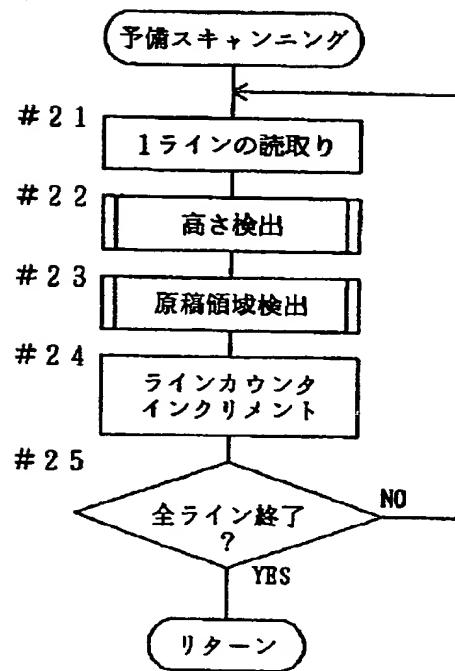 予備スキャンニング
#21
1ラインの読取り
#22
高さ検出
#23
原稿領域検出
#24
ラインカウンタ
インクリメント
#25
全ライン終了
?
NO
YES
リターン